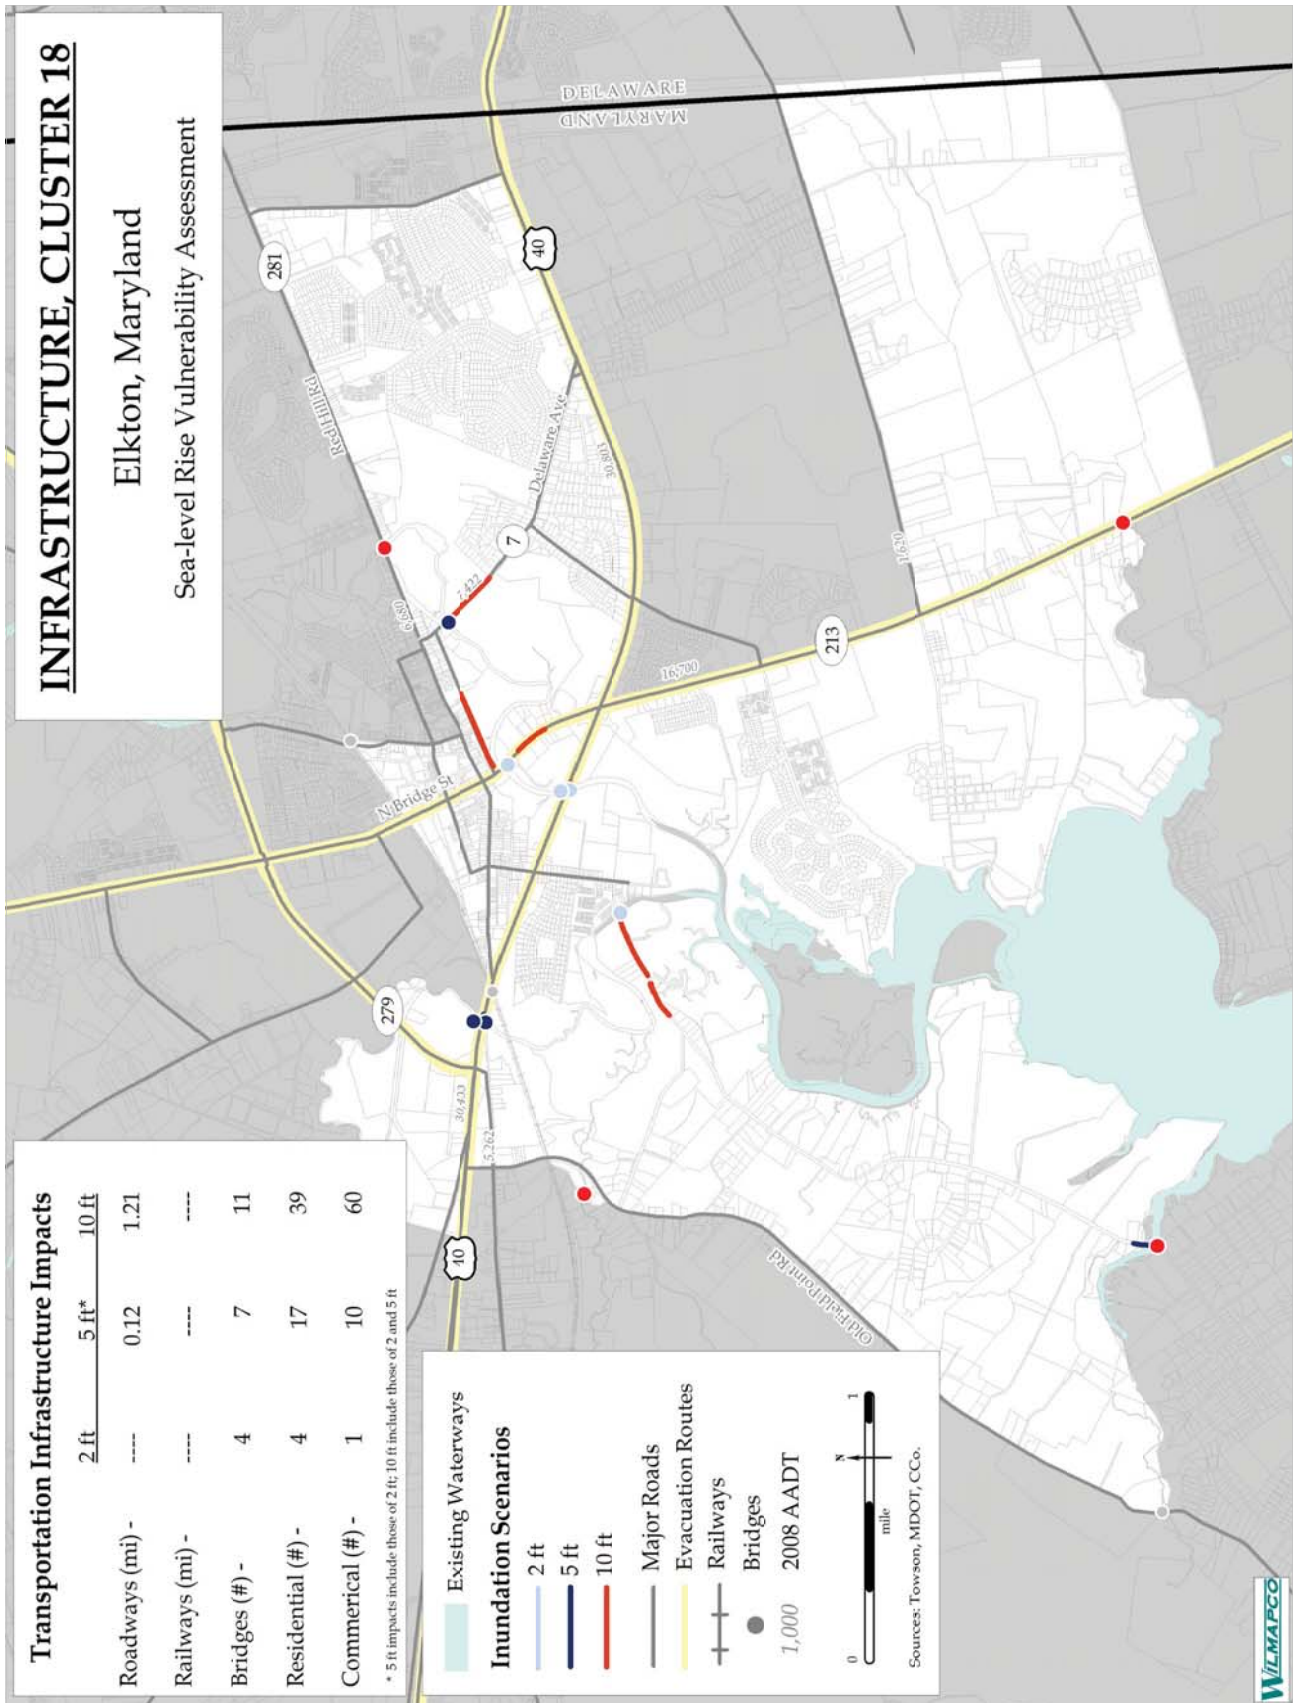 INFRASTRUCTURE, CLUSTER 18
Elkton, Maryland
Sea-level Rise Vulnerability Assessment
Transportation Infrastructure Impacts
2 ft 5 ft* 10 ft
Roadways (mi) - ---- 0.12 1.21
Railways (mi) - ---- ---- ----
Bridges (#) - 4 7 11
Residential (#) - 4 17 39
Commerical (#) - 1 10 60
* 5 ft impacts include those of 2 ft; 10 ft include those of 2 and 5 ft
Existing Waterways
Inundation Scenarios
2 ft
5 ft
10 ft
Major Roads
Evacuation Routes
Railways
Bridges
1,000 2008 AADT
0 1
mile
N
Sources: Towson, MDOT, CCo.
WILMAPCO
DELAWARE
MARYLAND
281
Red Hill Rd
40
Delaware Ave
30,803
7
7,422
6,680
N Bridge St
16,700
213
1,620
279
30,433
5,262
40
Old Field Point Rd